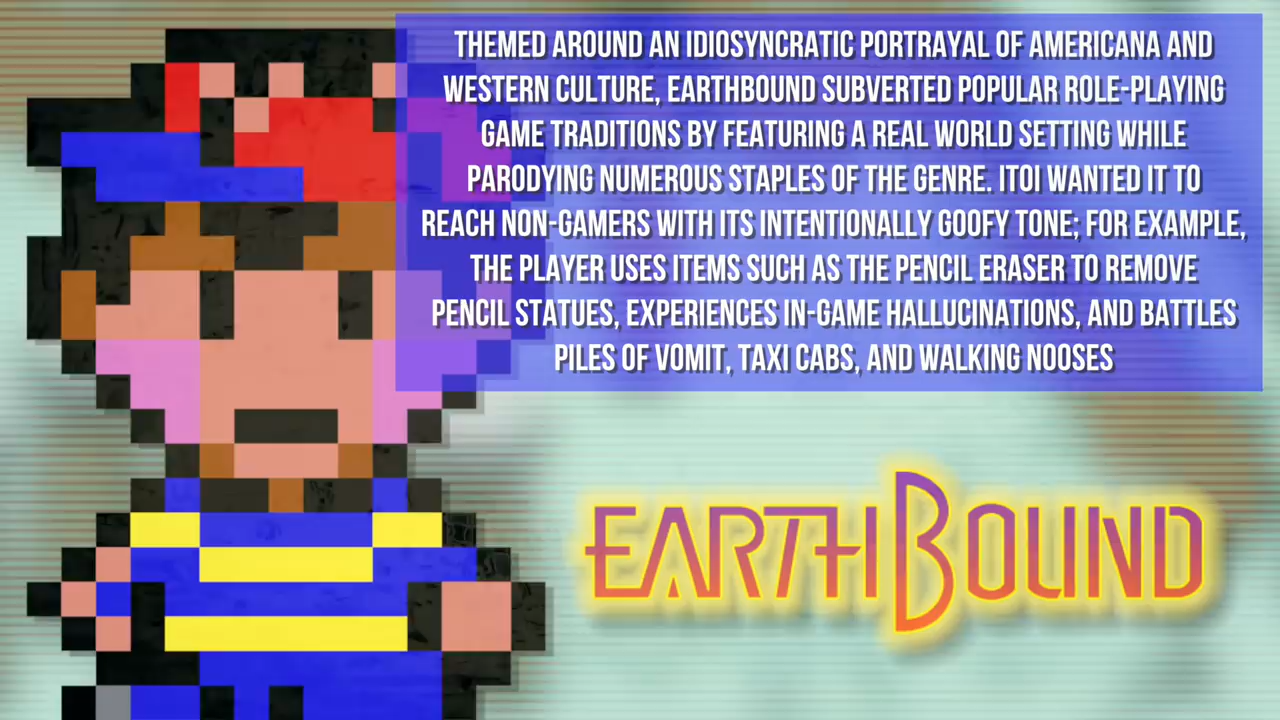 THEMED AROUND AN IDIOSYNCRATIC PORTRAYAL OF AMERICANA AND
WESTERN CULTURE, EARTHBOUND SUBVERTED POPULAR ROLE-PLAYING
GAME TRADITIONS BY FEATURING A REAL WORLD SETTING WHILE
PARODYING NUMEROUS STAPLES OF THE GENRE. ITOI WANTED IT TO
REACH NON-GAMERS WITH ITS INTENTIONALLY GOOFY TONE; FOR EXAMPLE,
THE PLAYER USES ITEMS SUCH AS THE PENCIL ERASER TO REMOVE
PENCIL STATUES, EXPERIENCES IN-GAME HALLUCINATIONS, AND BATTLES
PILES OF VOMIT, TAXI CABS, AND WALKING NOOSES
EARTHBOUND